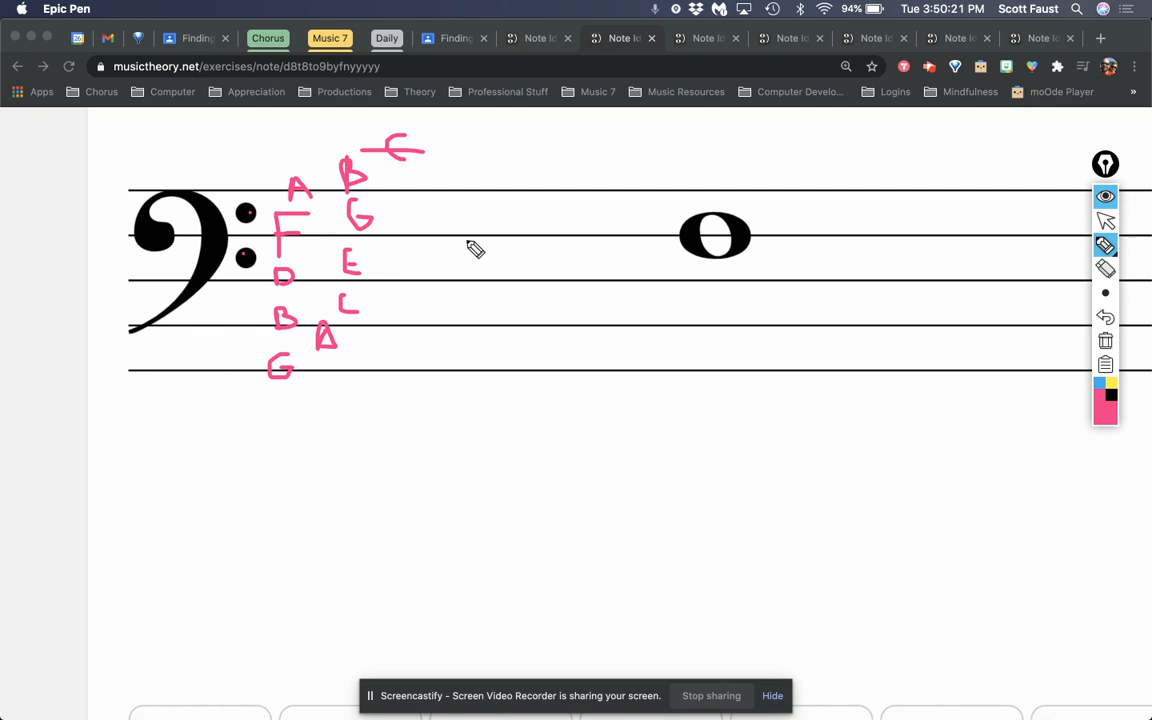 Epic Pen 94% Tue 3:50:21 PM Scott Faust
26 Finding Chorus Music 7 Daily Finding Note Id Note Id Note Id Note Id Note Id Note Id Note Id
musictheory.net/exercises/note/d8t8to9byfnyyyyy
Apps Chorus Computer Appreciation Productions Theory Professional Stuff Music 7 Music Resources Computer Develo... Logins Mindfulness moOde Player »
C
A B
F G
D E
B C
A
G
Screencastify - Screen Video Recorder is sharing your screen. Stop sharing Hide